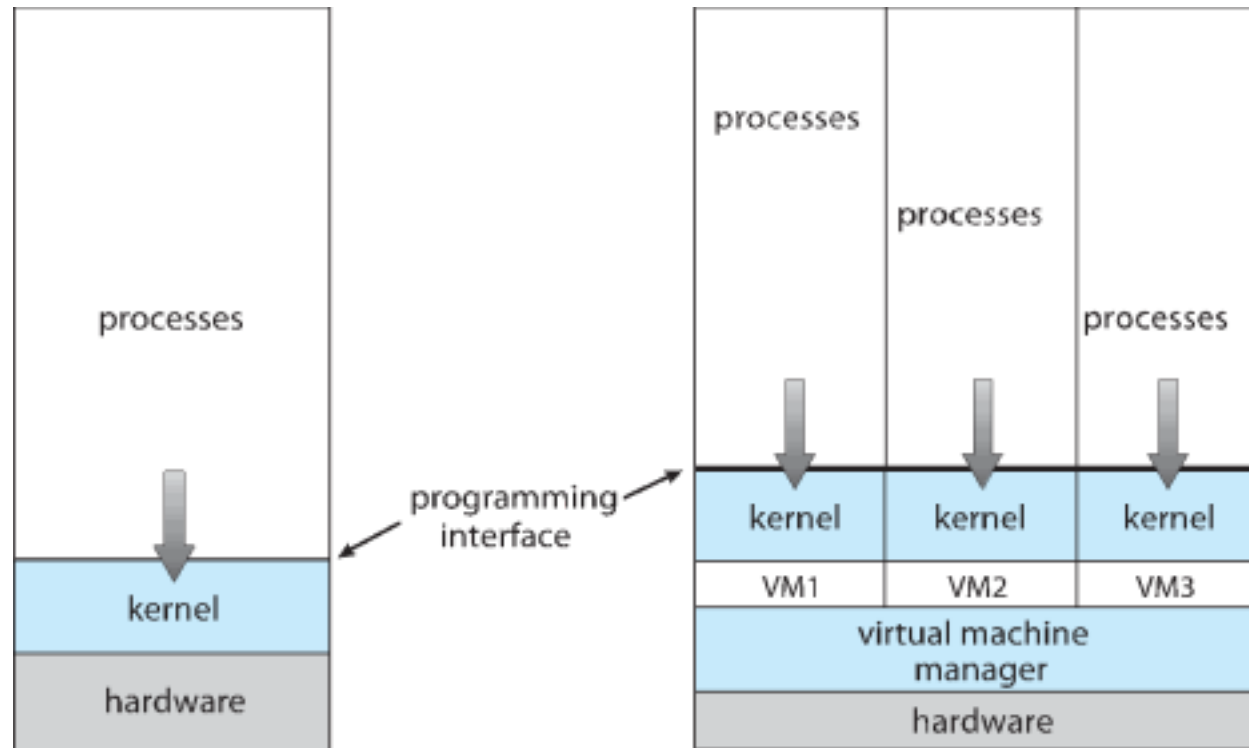 processes
kernel
hardware
programming
interface
processes
processes
processes
kernel
kernel
kernel
VM1
VM2
VM3
virtual machine
manager
hardware